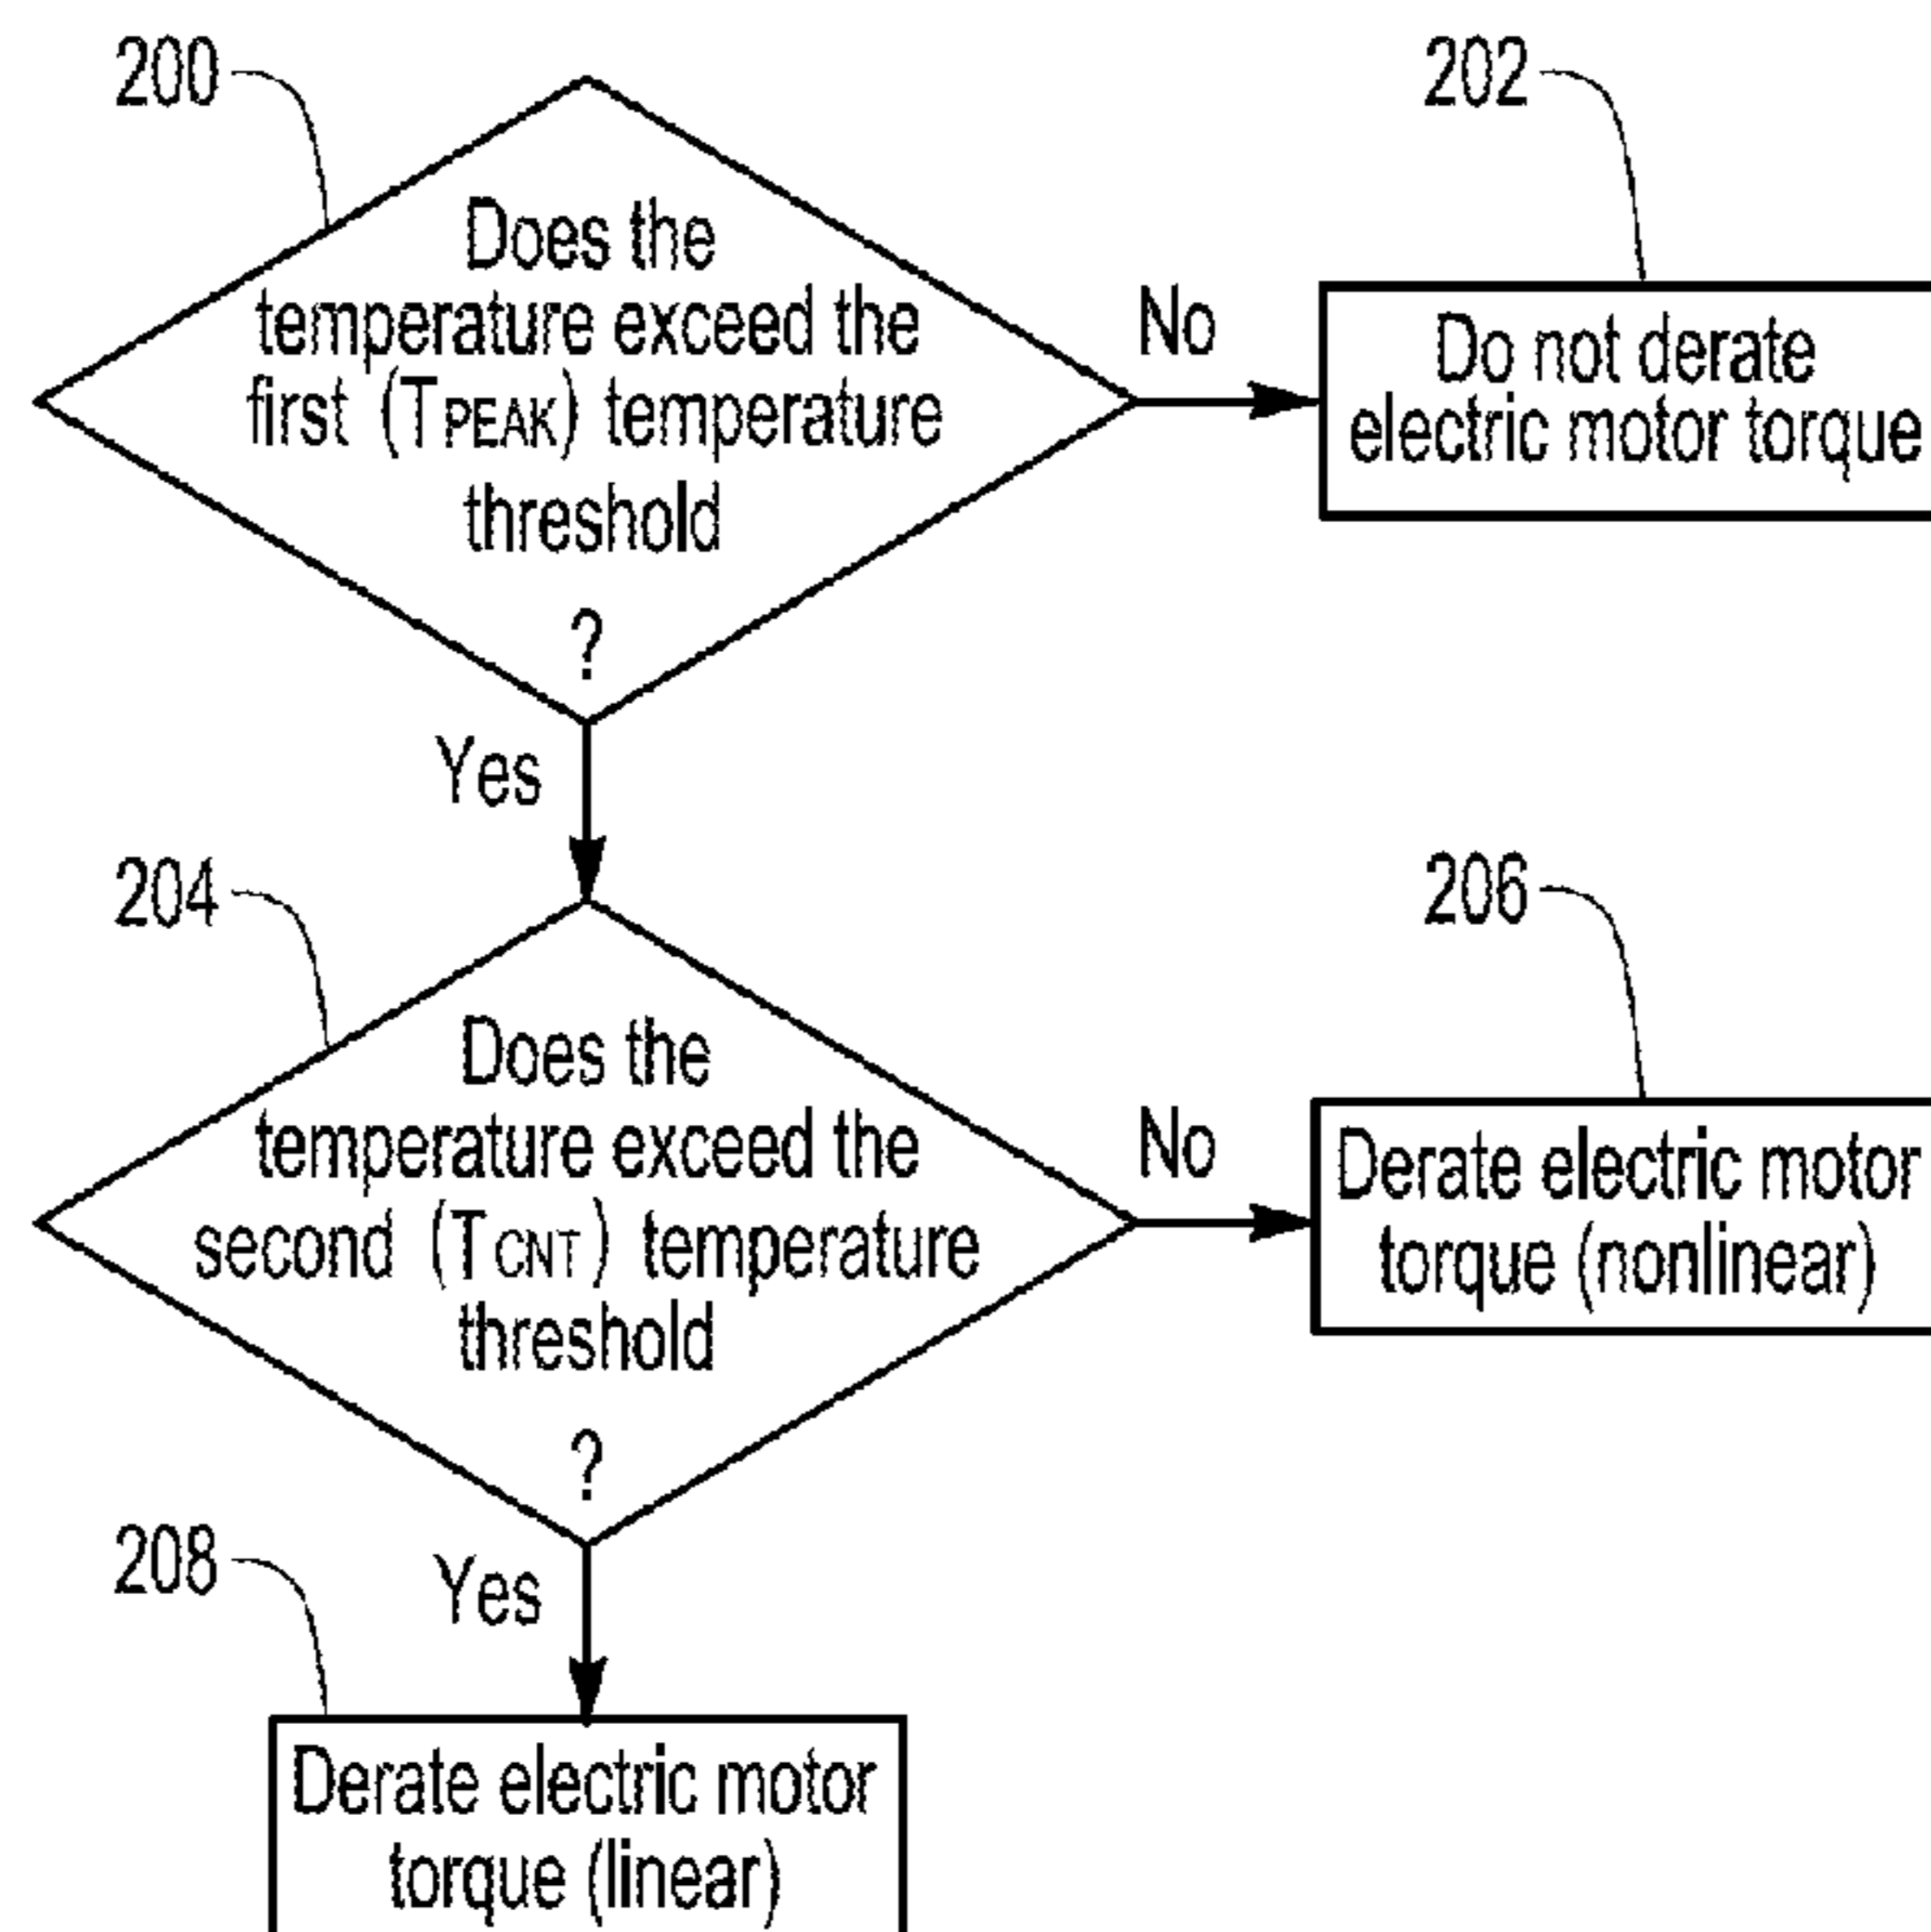 200
Does the
temperature exceed the
first (TPEAK) temperature
threshold
?
No
202
Do not derate
electric motor torque
Yes
204
Does the
temperature exceed the
second (TCNT) temperature
threshold
?
No
206
Derate electric motor
torque (nonlinear)
Yes
208
Derate electric motor
torque (linear)